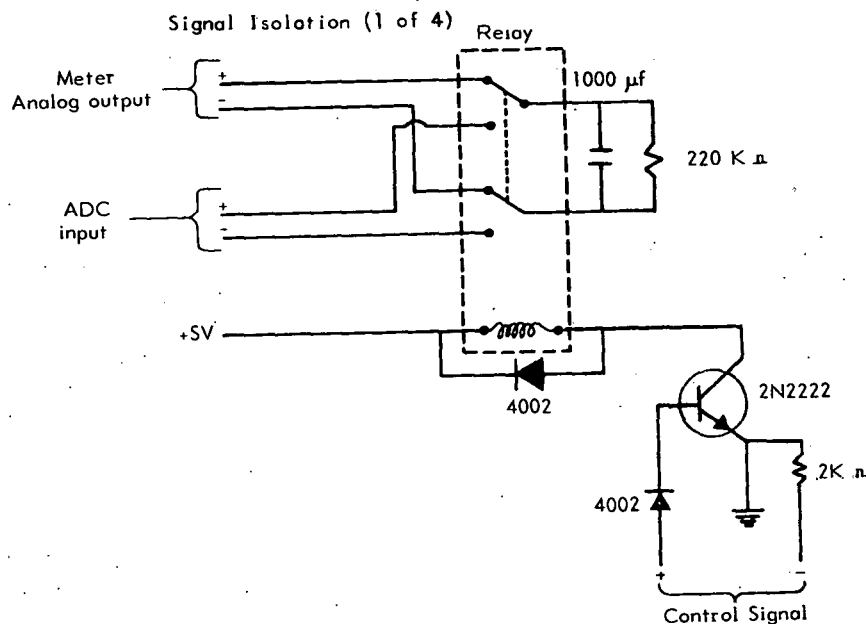 Signal Isolation (1 of 4)
Relay
Meter
Analog output
+
−
1000 μf
220 K Ω
ADC
input
+
−
+5V
4002
2N2222
4002
.2K Ω
+
−
Control Signal